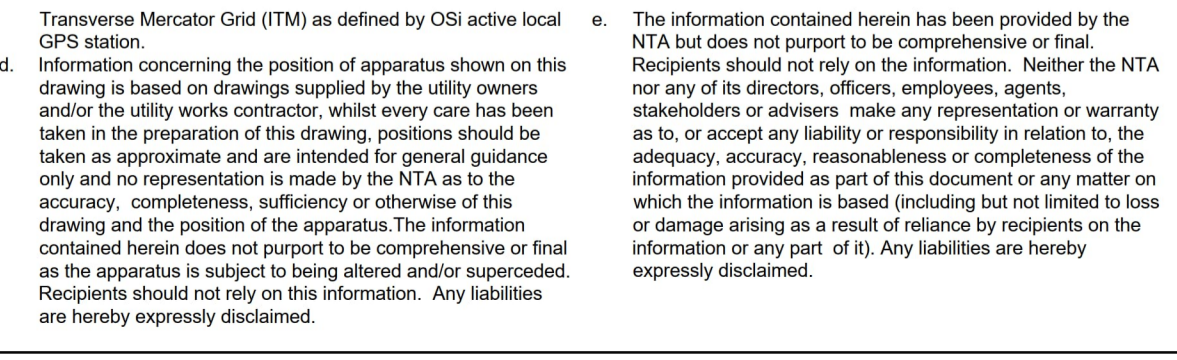 Transverse Mercator Grid (ITM) as defined by OSi active local
GPS station.
d. Information concerning the position of apparatus shown on this
drawing is based on drawings supplied by the utility owners
and/or the utility works contractor, whilst every care has been
taken in the preparation of this drawing, positions should be
taken as approximate and are intended for general guidance
only and no representation is made by the NTA as to the
accuracy,  completeness, sufficiency or otherwise of this
drawing and the position of the apparatus.The information
contained herein does not purport to be comprehensive or final
as the apparatus is subject to being altered and/or superceded.
Recipients should not rely on this information.  Any liabilities
are hereby expressly disclaimed.
e. The information contained herein has been provided by the
NTA but does not purport to be comprehensive or final.
Recipients should not rely on the information.  Neither the NTA
nor any of its directors, officers, employees, agents,
stakeholders or advisers  make any representation or warranty
as to, or accept any liability or responsibility in relation to, the
adequacy, accuracy, reasonableness or completeness of the
information provided as part of this document or any matter on
which the information is based (including but not limited to loss
or damage arising as a result of reliance by recipients on the
information or any part  of it). Any liabilities are hereby
expressly disclaimed.